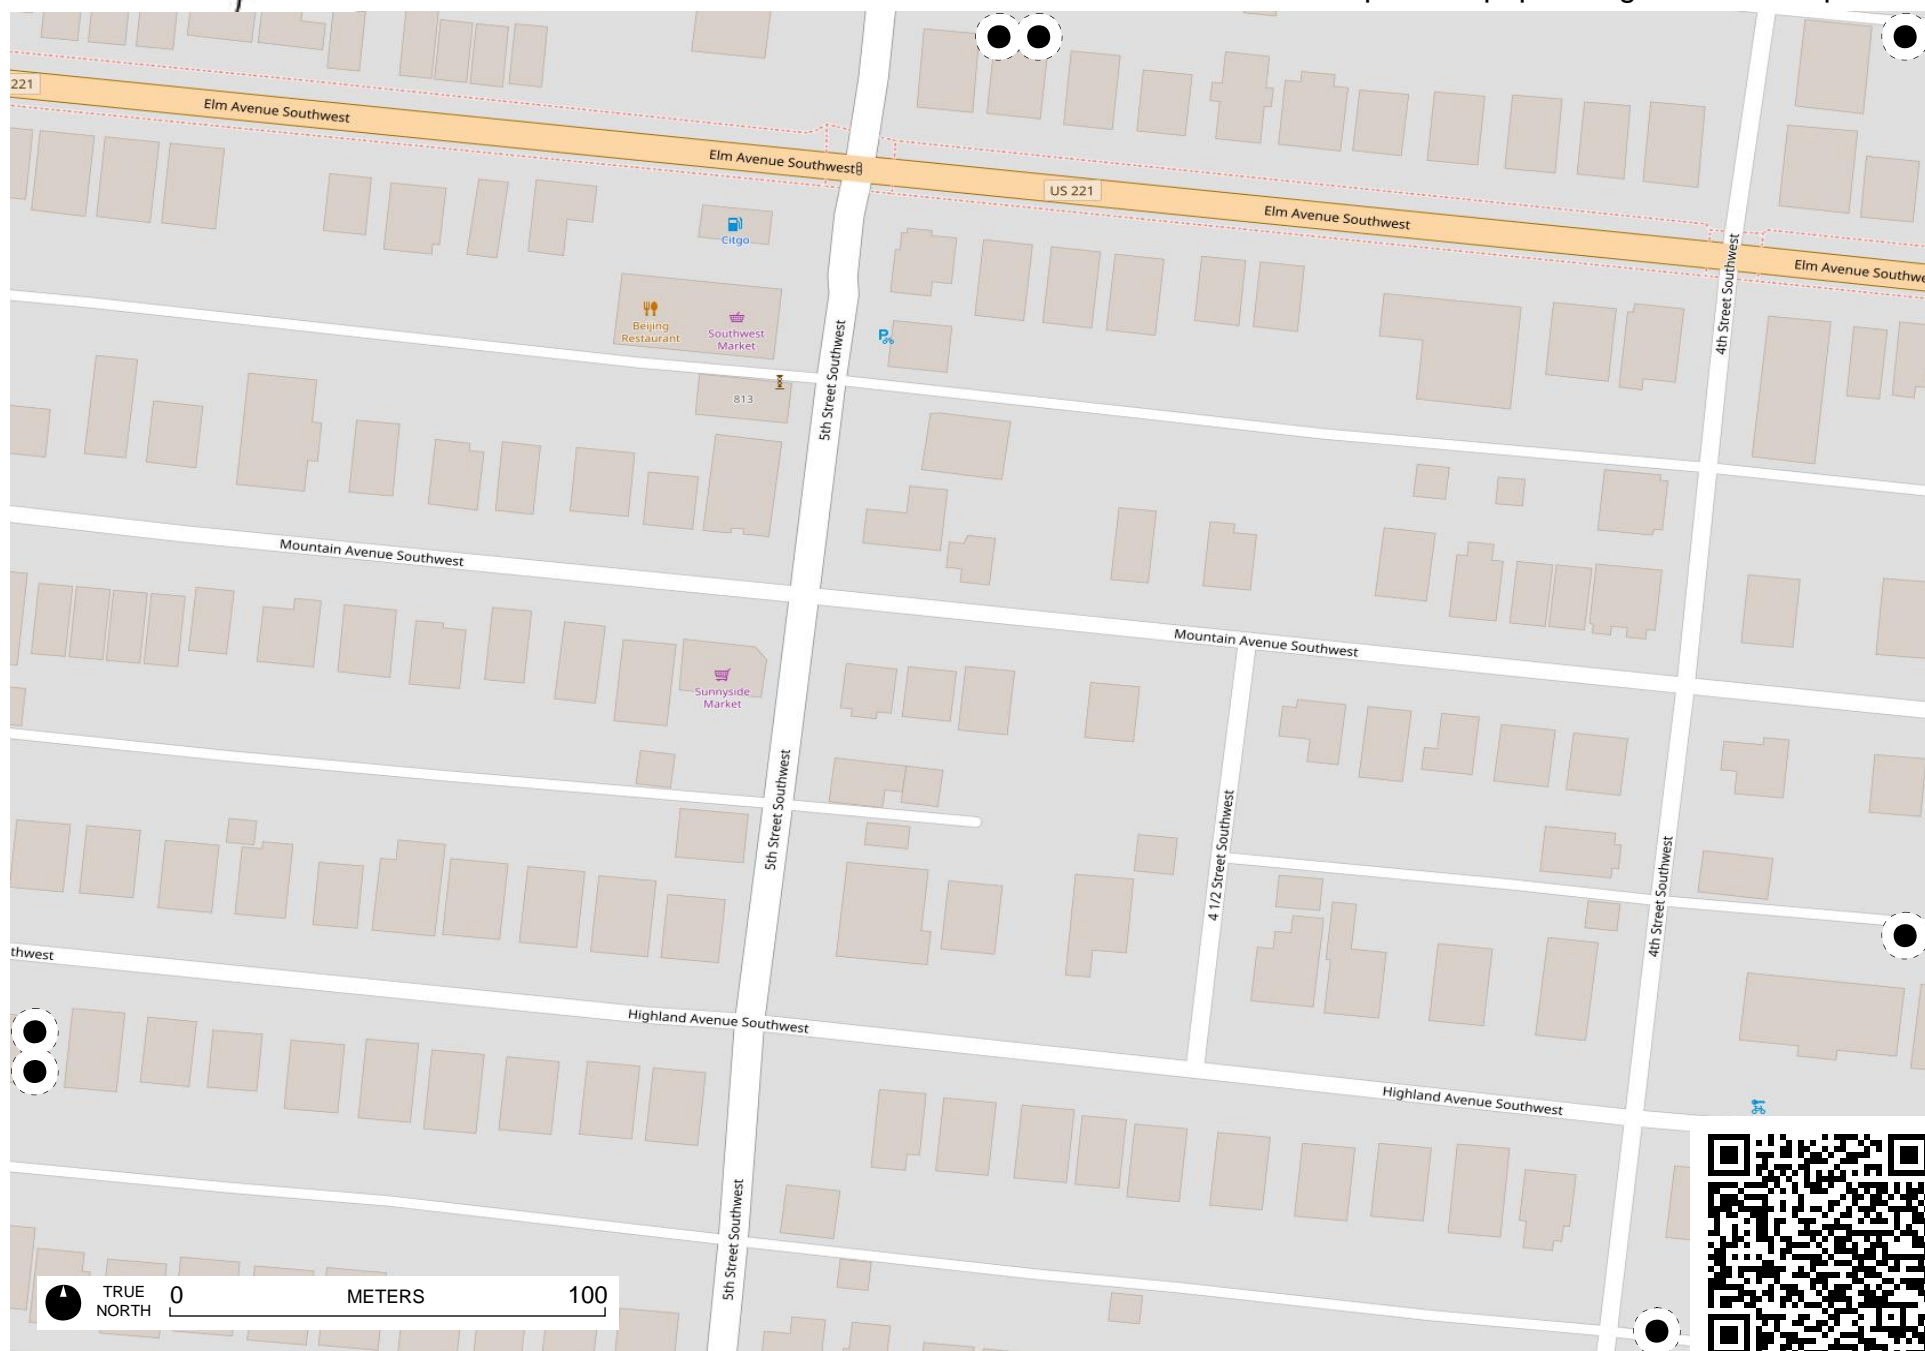 221
Elm Avenue Southwest
Elm Avenue Southwest
US 221
Elm Avenue Southwest
Elm Avenue Southwe
Citgo
Beijing
Restaurant
Southwest
Market
813
5th Street Southwest
4th Street Southwest
Mountain Avenue Southwest
Mountain Avenue Southwest
Sunnyside
Market
5th Street Southwest
4 1/2 Street Southwest
4th Street Southwest
thwest
Highland Avenue Southwest
Highland Avenue Southwest
5th Street Southwest
TRUE
NORTH
0 METERS 100